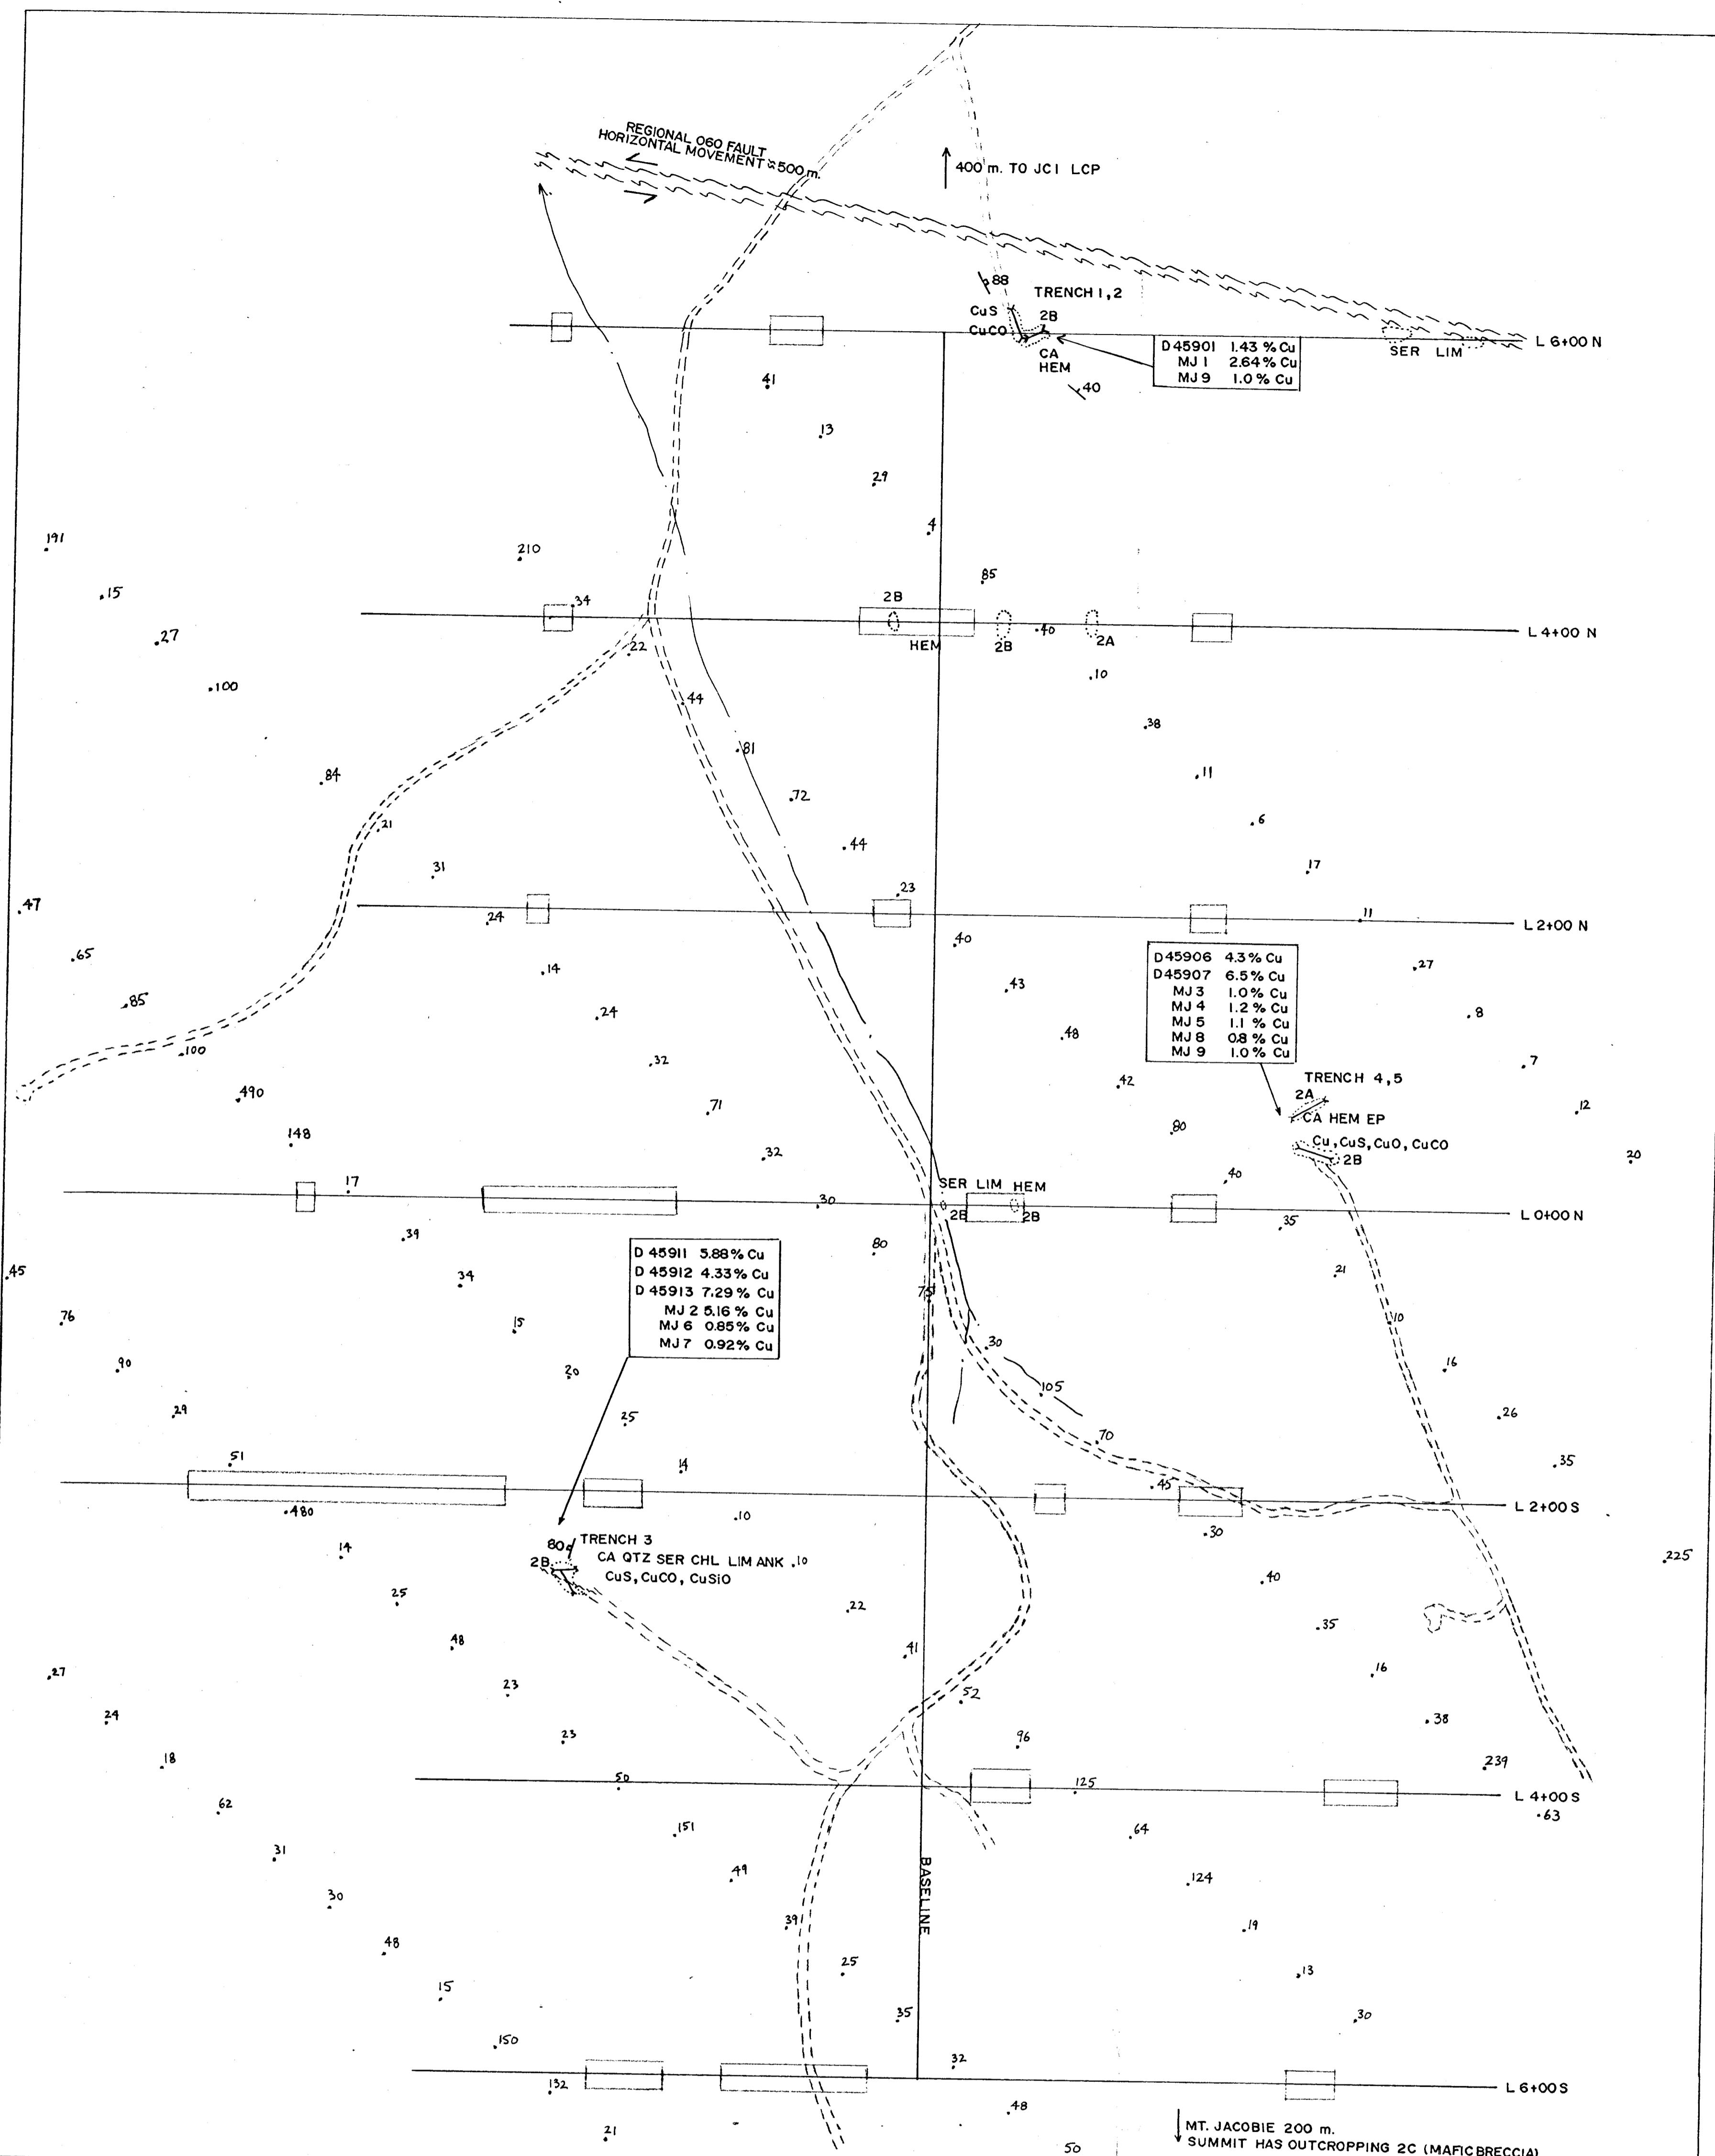 REGIONAL 060 FAULT
HORIZONTAL MOVEMENT ≈ 500 m.
400 m. TO JC1 LCP
88
TRENCH 1, 2
CuS
2B
CuCO
CA
HEM
40
D45901 1.43 % Cu
MJ 1 2.64 % Cu
MJ 9 1.0 % Cu
SER LIM
L 6+00 N
41
13
29
4
191
210
85
15
34
2B
27
22
HEM
2B
.40
2A
L 4+00 N
100
10
44
38
81
84
11
72
21
6
44
31
17
47
24
23
11
L 2+00 N
65
40
14
27
85
43
D45906 4.3 % Cu
D45907 6.5 % Cu
MJ 3 1.0 % Cu
MJ 4 1.2 % Cu
MJ 5 1.1 % Cu
MJ 8 0.8 % Cu
MJ 9 1.0 % Cu
24
8
100
32
48
7
490
42
TRENCH 4, 5
2A
CA HEM EP
71
12
148
80
Cu, CuS, CuO, CuCO
2B
32
20
17
40
SER LIM HEM
30
2B
2B
L 0+00 N
39
35
80
D 45911 5.88 % Cu
D 45912 4.33 % Cu
D 45913 7.29 % Cu
MJ 2 5.16 % Cu
MJ 6 0.85 % Cu
MJ 7 0.92 % Cu
45
34
21
75
76
15
10
30
90
20
16
105
29
25
26
70
51
14
35
45
480
10
L 2+00 S
30
14
80
TRENCH 3
2B
CA QTZ SER CHL LIM ANK .10
CuS, CuCO, CuSiO
225
40
25
22
35
48
41
27
16
23
52
24
38
23
96
18
239
50
125
L 4+00 S
62
63
151
64
31
49
124
30
BASELINE
391
19
48
25
13
15
35
30
150
32
132
L 6+00 S
48
21
MT. JACOBIE 200 m.
50
SUMMIT HAS OUTCROPPING 2C (MAFIC BRECCIA)